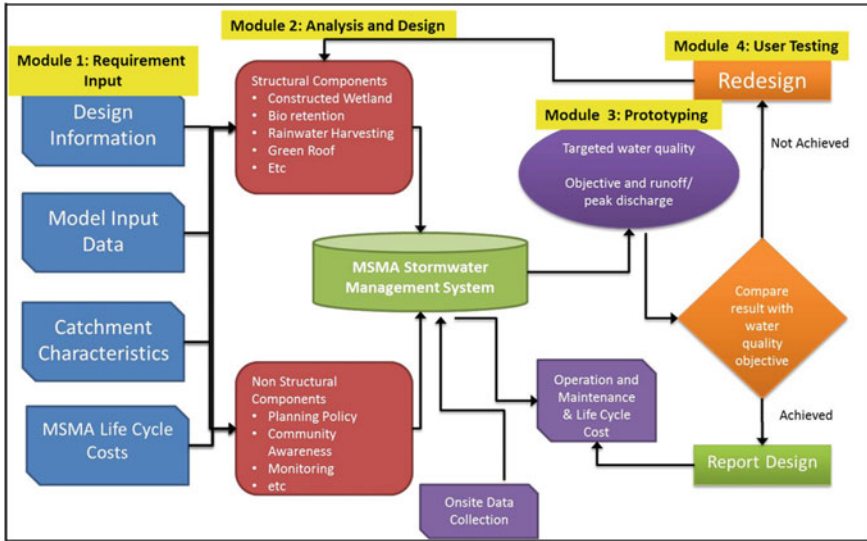 Module 1: Requirement
Input
Design
Information
Model Input
Data
Catchment
Characteristics
MSMA Life Cycle
Costs
Module 2: Analysis and Design
Structural Components
• Constructed Wetland
• Bio retention
• Rainwater Harvesting
• Green Roof
• Etc
MSMA Stormwater
Management System
Non Structural
Components
• Planning Policy
• Community
Awareness
• Monitoring
• etc
Onsite Data
Collection
Operation and
Maintenance
& Life Cycle
Cost
Module 3: Prototyping
Targeted water quality
Objective and runoff/
peak discharge
Module 4: User Testing
Redesign
Not Achieved
Compare
result with
water
quality
objective
Achieved
Report Design